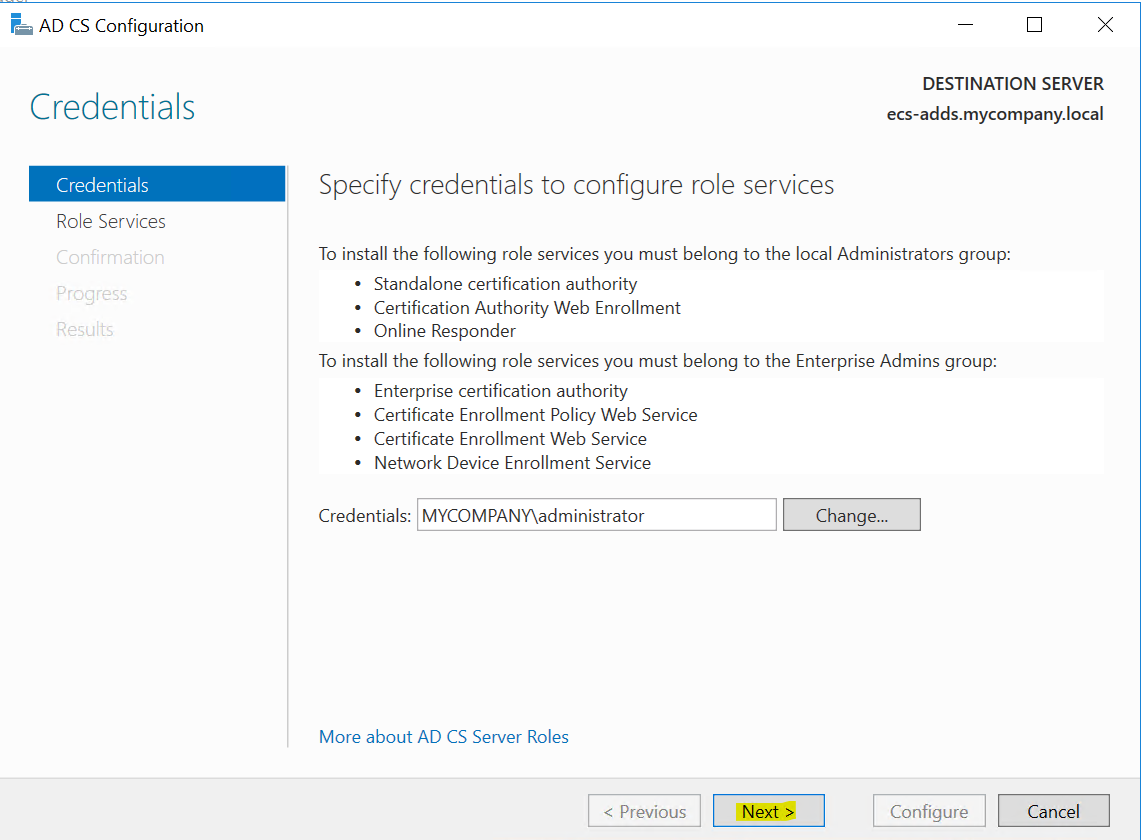 AD CS Configuration
Credentials
DESTINATION SERVER
ecs-adds.mycompany.local
Credentials
Role Services
Confirmation
Progress
Results
Specify credentials to configure role services
To install the following role services you must belong to the local Administrators group:
• Standalone certification authority
• Certification Authority Web Enrollment
• Online Responder
To install the following role services you must belong to the Enterprise Admins group:
• Enterprise certification authority
• Certificate Enrollment Policy Web Service
• Certificate Enrollment Web Service
• Network Device Enrollment Service
Credentials: MYCOMPANY\administrator Change...
More about AD CS Server Roles
< Previous Next > Configure Cancel